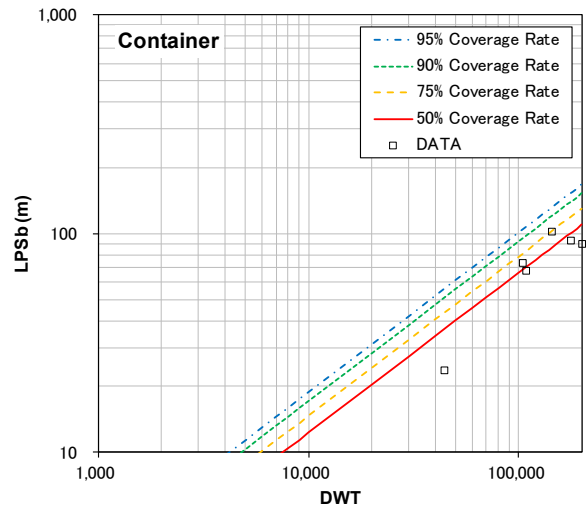 1,000
Container
95% Coverage Rate
90% Coverage Rate
75% Coverage Rate
50% Coverage Rate
DATA
LPSb (m)
100
10
1,000
10,000
100,000
DWT